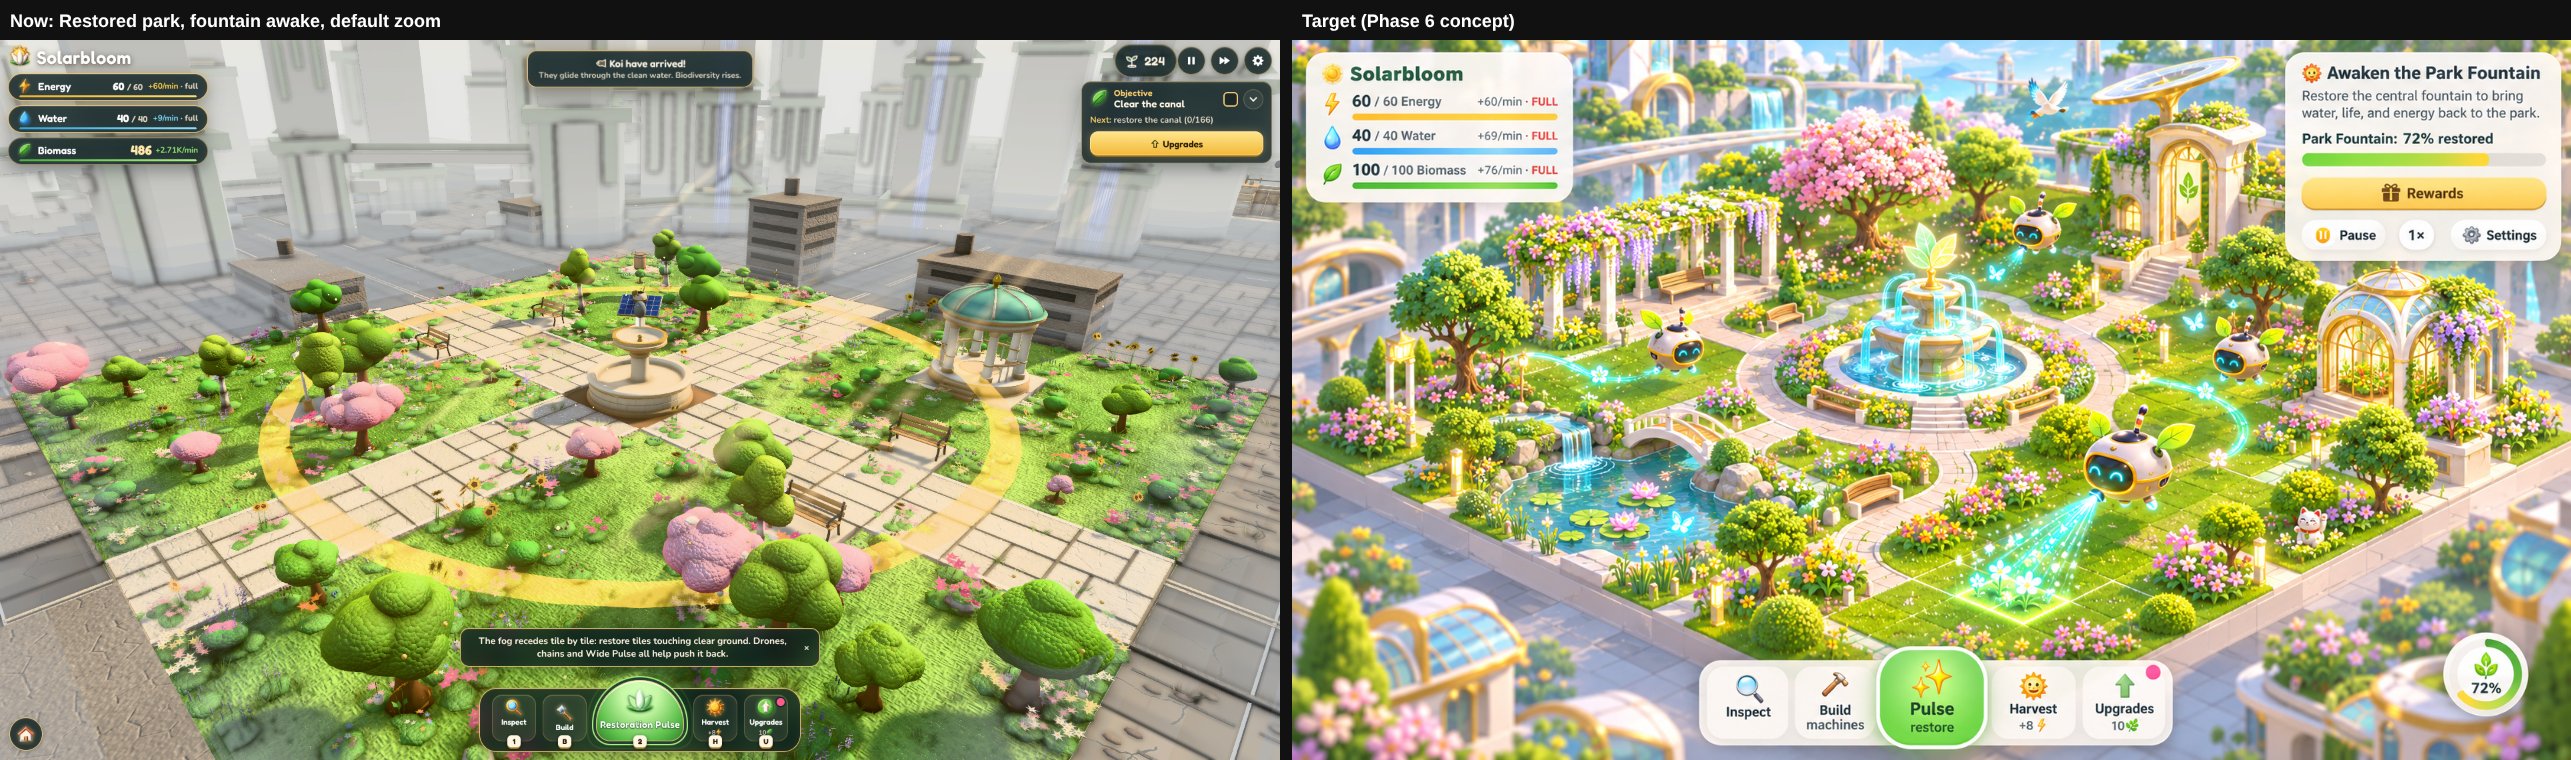 Now: Restored park, fountain awake, default zoom
Solarbloom
Energy 60 / 60 +60/min · full
Water 40 / 40 +9/min · full
Biomass 486 +2.71K/min
Koi have arrived!
They glide through the clean water. Biodiversity rises.
224
Objective
Clear the canal
Next: restore the canal (0/166)
Upgrades
The fog recedes tile by tile: restore tiles touching clear ground. Drones,
chains and Wide Pulse all help push it back.
×
Inspect
1
Build
B
Restoration Pulse
2
Harvest
+8
H
Upgrades
10
U
Target (Phase 6 concept)
Solarbloom
60 / 60 Energy +60/min · FULL
40 / 40 Water +69/min · FULL
100 / 100 Biomass +76/min · FULL
Awaken the Park Fountain
Restore the central fountain to bring
water, life, and energy back to the park.
Park Fountain: 72% restored
Rewards
Pause
1×
Settings
Inspect
Build
machines
Pulse
restore
Harvest
+8
Upgrades
10
72%